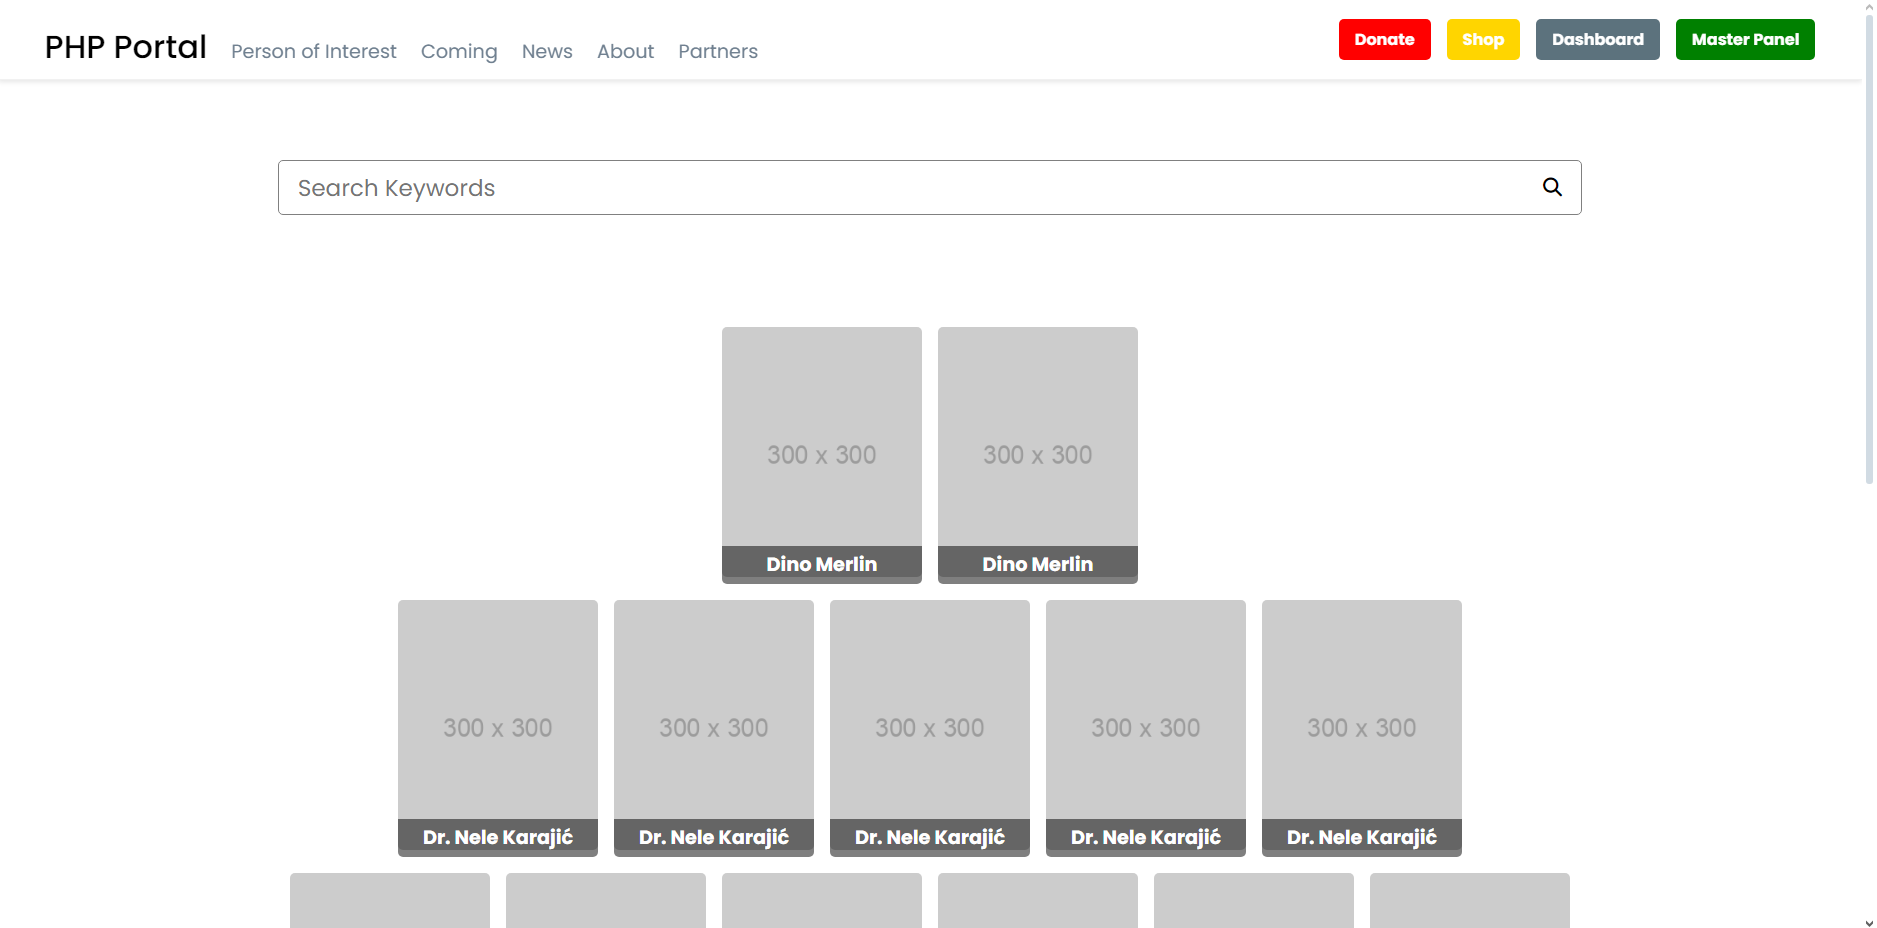 PHP Portal Person of Interest Coming News About Partners Donate Shop Dashboard Master Panel
Search Keywords
300 x 300 300 x 300
Dino Merlin Dino Merlin
300 x 300 300 x 300 300 x 300 300 x 300 300 x 300
Dr. Nele Karajić Dr. Nele Karajić Dr. Nele Karajić Dr. Nele Karajić Dr. Nele Karajić